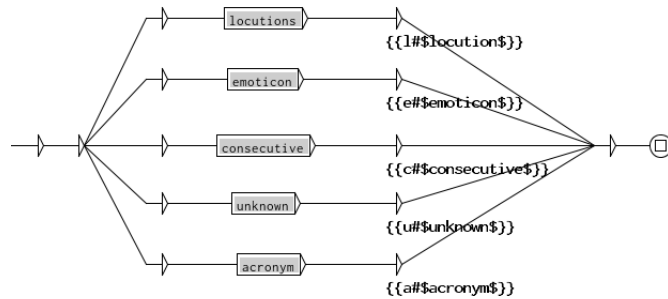 locutions
{{l#$locution$}}
emoticon
{{e#$emoticon$}}
consecutive
{{c#$consecutive$}}
unknown
{{u#$unknown$}}
acronym
{{a#$acronym$}}